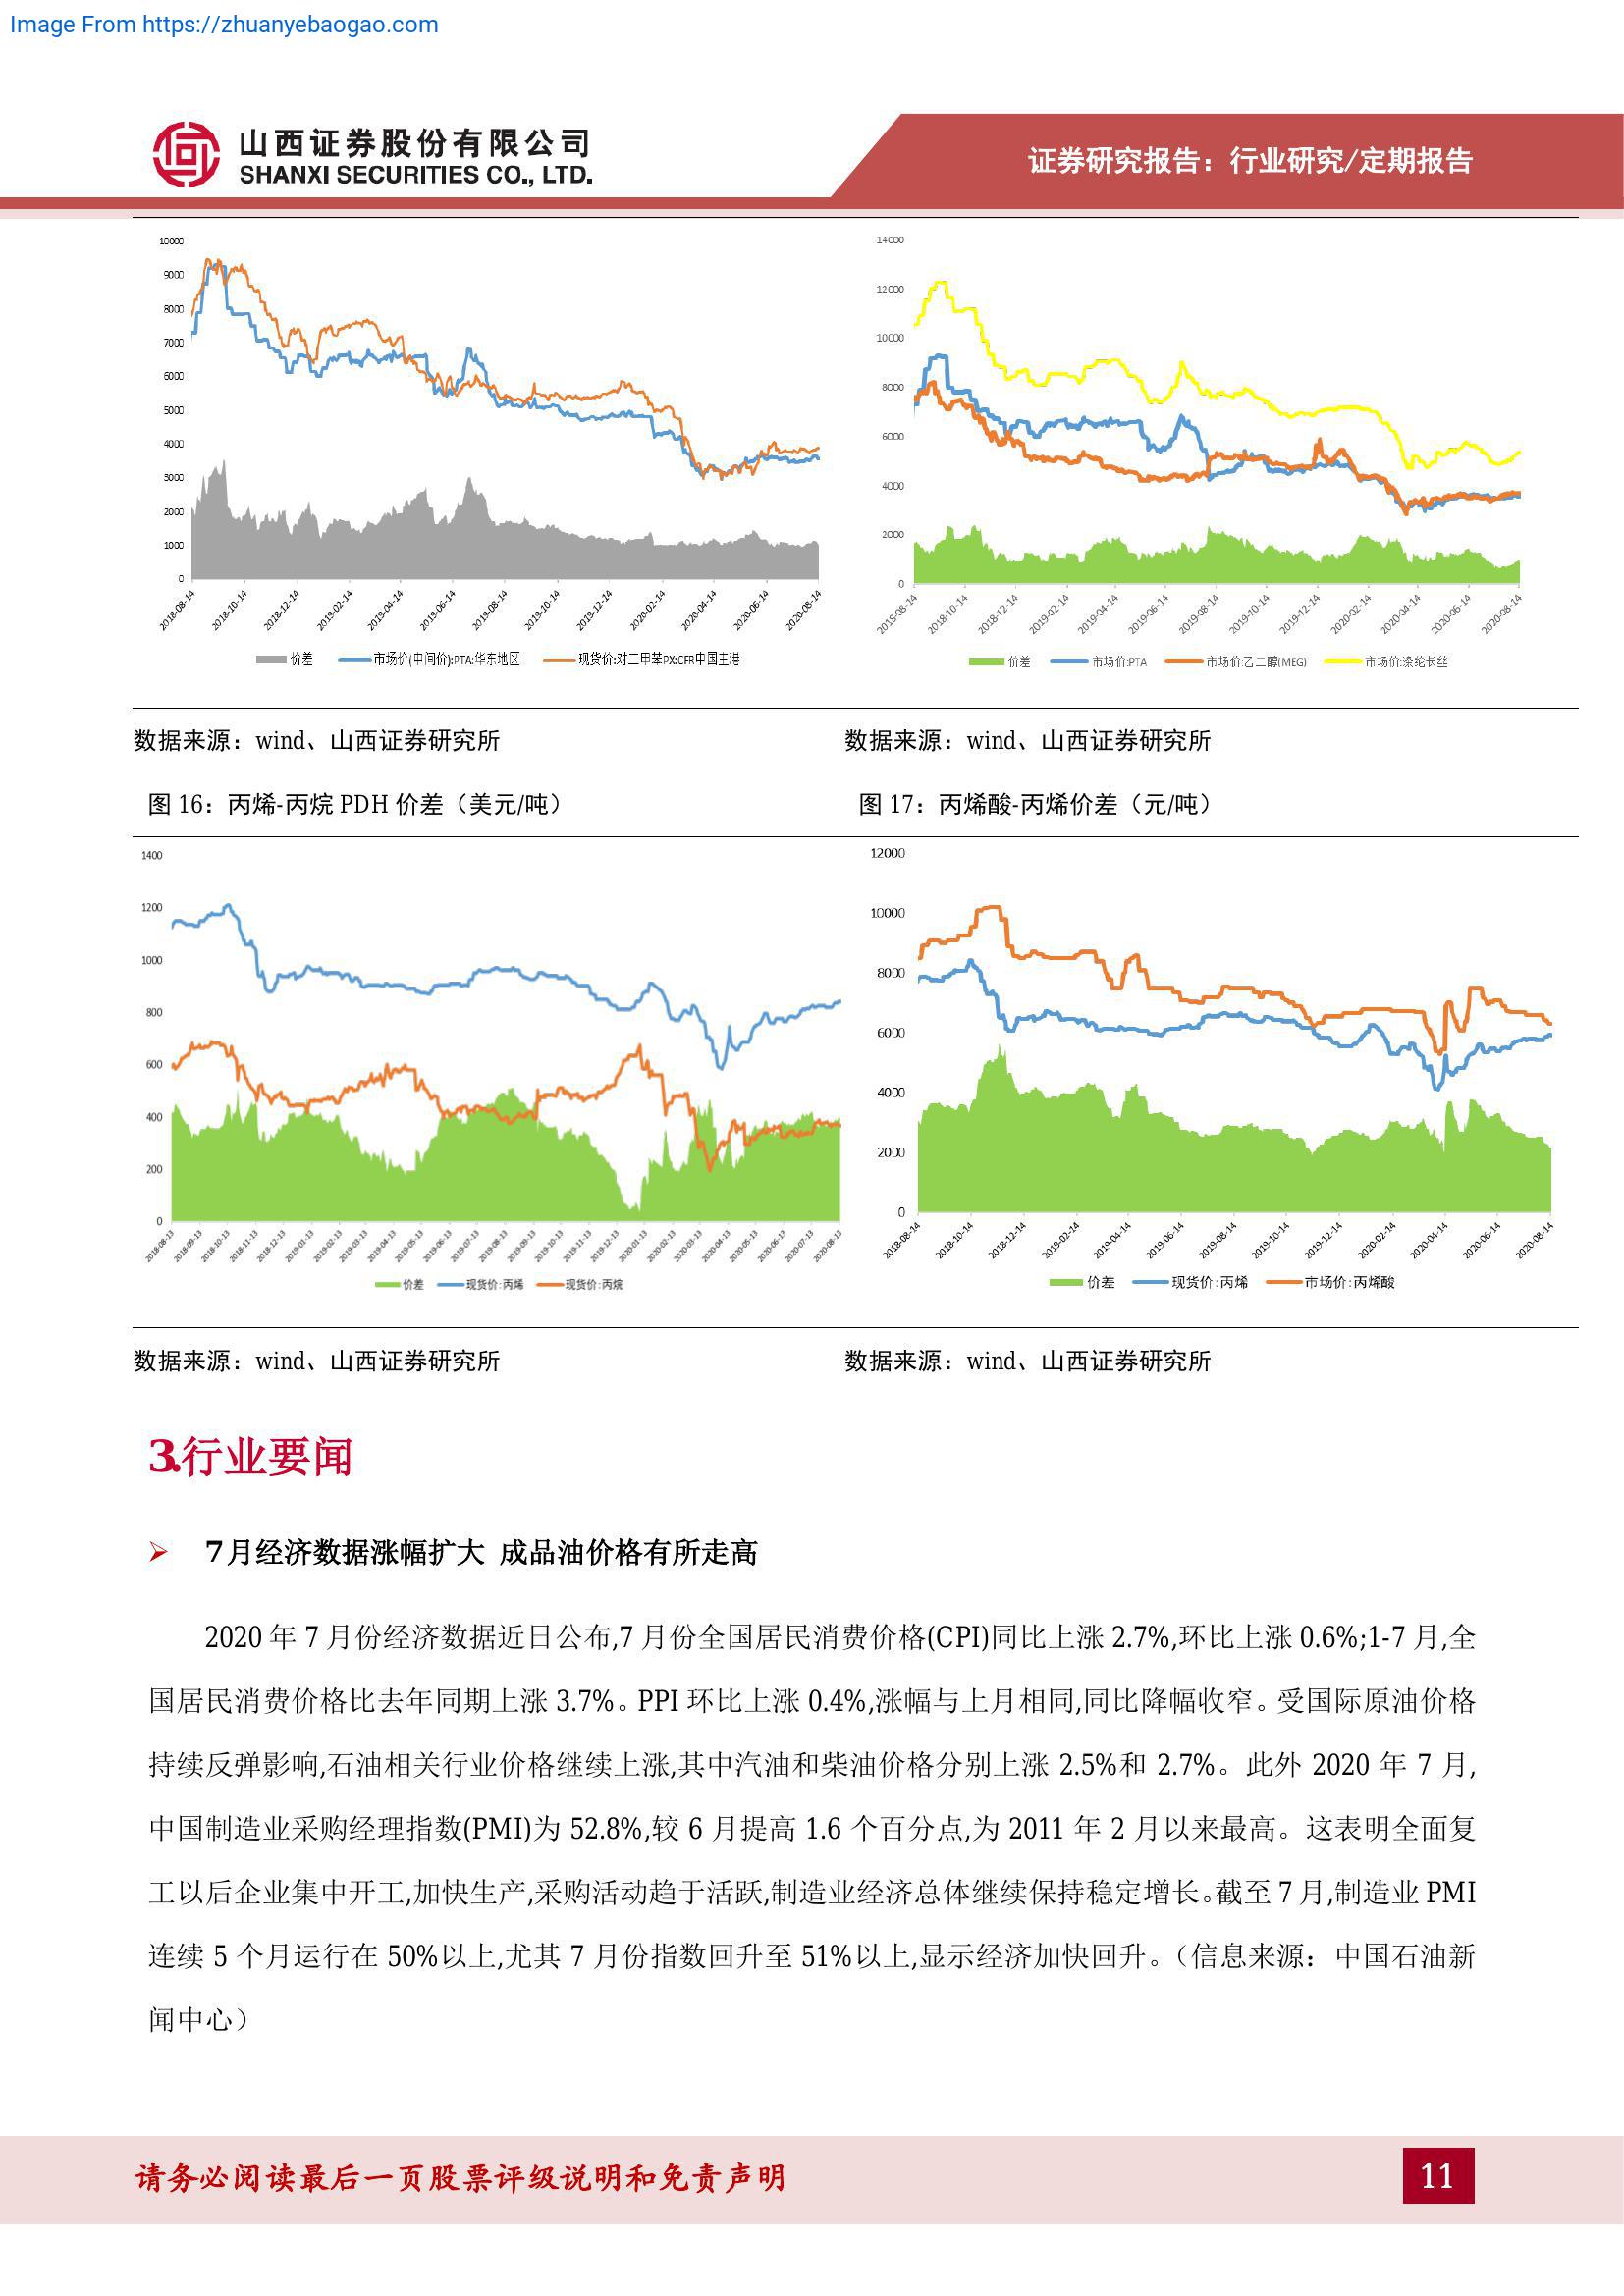 Image From https://zhuanyebaogao.com
山西证券股份有限公司
SHANXI SECURITIES CO., LTD.
证券研究报告：行业研究/定期报告
10000
9000
8000
7000
6000
5000
4000
3000
2000
1000
0
2018-08-14 2018-10-14 2018-12-14 2019-02-14 2019-04-14 2019-06-14 2019-08-14 2019-10-14 2019-12-14 2020-02-14 2020-04-14 2020-06-14 2020-08-14
价差 市场价(中间价):PTA:华东地区 现货价:对二甲苯PX:CFR中国主港
14000
12000
10000
8000
6000
4000
2000
0
2018-08-14 2018-10-14 2018-12-14 2019-02-14 2019-04-14 2019-06-14 2019-08-14 2019-10-14 2019-12-14 2020-02-14 2020-04-14 2020-06-14 2020-08-14
价差 市场价:PTA 市场价:乙二醇(MEG) 市场价:涤纶长丝
数据来源：wind、山西证券研究所
数据来源：wind、山西证券研究所
图 16：丙烯-丙烷 PDH 价差（美元/吨）
图 17：丙烯酸-丙烯价差（元/吨）
1400
1200
1000
800
600
400
200
0
2018-08-13 2018-09-13 2018-10-13 2018-11-13 2018-12-13 2019-01-13 2019-02-13 2019-03-13 2019-04-13 2019-05-13 2019-06-13 2019-07-13 2019-08-13 2019-09-13 2019-10-13 2019-11-13 2019-12-13 2020-01-13 2020-02-13 2020-03-13 2020-04-13 2020-05-13 2020-06-13 2020-07-13 2020-08-13
价差 现货价:丙烯 现货价:丙烷
12000
10000
8000
6000
4000
2000
0
2018-08-14 2018-10-14 2018-12-14 2019-02-14 2019-04-14 2019-06-14 2019-08-14 2019-10-14 2019-12-14 2020-02-14 2020-04-14 2020-06-14 2020-08-14
价差 现货价:丙烯 市场价:丙烯酸
数据来源：wind、山西证券研究所
数据来源：wind、山西证券研究所
3.行业要闻
7月经济数据涨幅扩大 成品油价格有所走高
2020 年 7 月份经济数据近日公布,7 月份全国居民消费价格(CPI)同比上涨 2.7%,环比上涨 0.6%;1-7 月,全
国居民消费价格比去年同期上涨 3.7%。PPI 环比上涨 0.4%,涨幅与上月相同,同比降幅收窄。受国际原油价格
持续反弹影响,石油相关行业价格继续上涨,其中汽油和柴油价格分别上涨 2.5%和 2.7%。此外 2020 年 7 月,
中国制造业采购经理指数(PMI)为 52.8%,较 6 月提高 1.6 个百分点,为 2011 年 2 月以来最高。这表明全面复
工以后企业集中开工,加快生产,采购活动趋于活跃,制造业经济总体继续保持稳定增长。截至 7 月,制造业 PMI
连续 5 个月运行在 50%以上,尤其 7 月份指数回升至 51%以上,显示经济加快回升。（信息来源：中国石油新
闻中心）
请务必阅读最后一页股票评级说明和免责声明
11